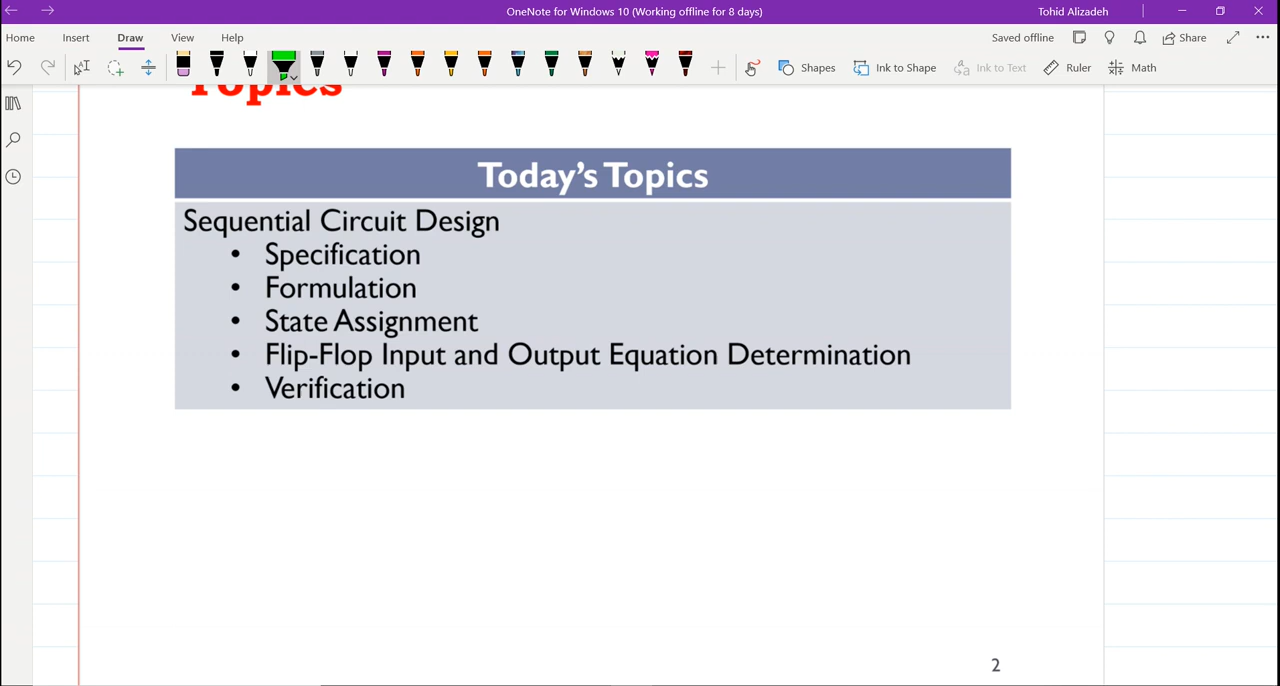 OneNote for Windows 10 (Working offline for 8 days)
Tohid Alizadeh
Home Insert Draw View Help
Saved offline
Share
Shapes
Ink to Shape
Ink to Text
Ruler
Math
Topics
Today's Topics
Sequential Circuit Design
• Specification
• Formulation
• State Assignment
• Flip-Flop Input and Output Equation Determination
• Verification
2